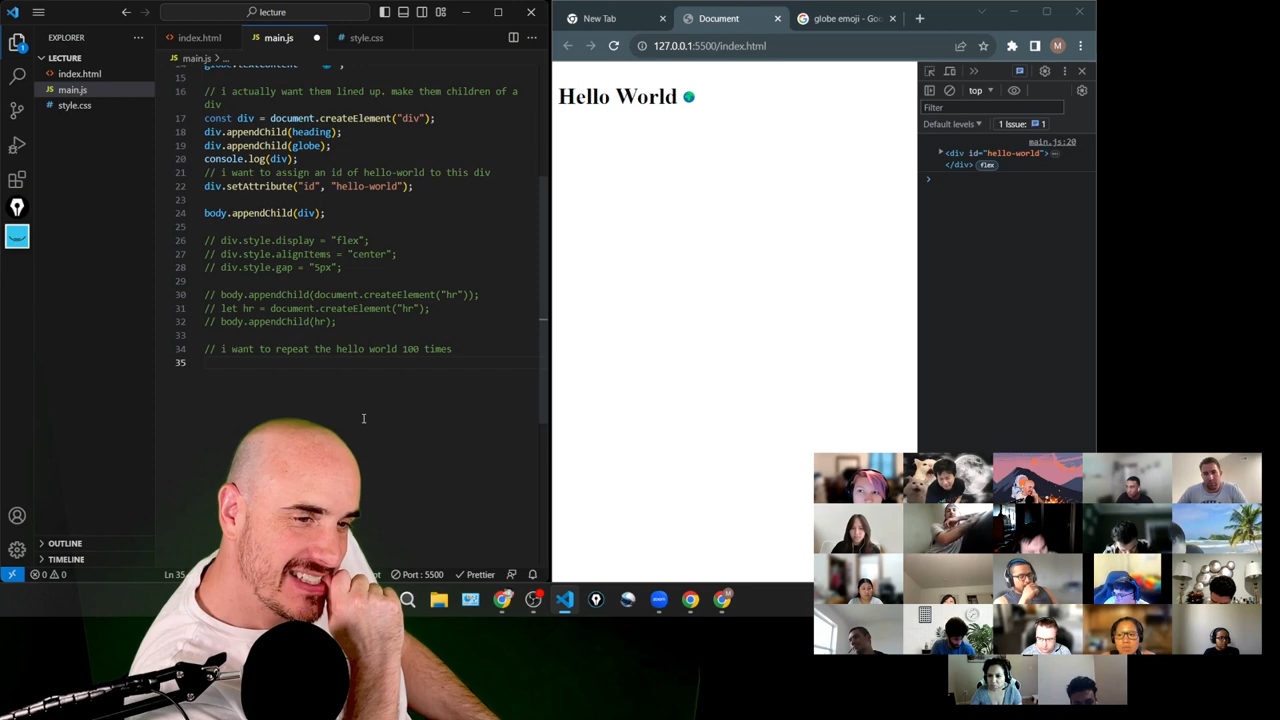 lecture
EXPLORER
LECTURE
index.html
main.js
style.css
OUTLINE
TIMELINE
index.html
main.js
style.css
main.js > ...
15
16 // i actually want them lined up. make them children of a
div
17 const div = document.createElement("div");
18 div.appendChild(heading);
19 div.appendChild(globe);
20 console.log(div);
21 // i want to assign an id of hello-world to this div
22 div.setAttribute("id", "hello-world");
23
24 body.appendChild(div);
25
26 // div.style.display = "flex";
27 // div.style.alignItems = "center";
28 // div.style.gap = "5px";
29
30 // body.appendChild(document.createElement("hr"));
31 // let hr = document.createElement("hr");
32 // body.appendChild(hr);
33
34 // i want to repeat the hello world 100 times
35
0 0
Ln 35
Port : 5500
Prettier
New Tab
Document
globe emoji - Goo
127.0.0.1:5500/index.html
M
Hello World
top
Filter
Default levels
1 Issue: 1
main.js:20
<div id="hello-world">
</div> flex